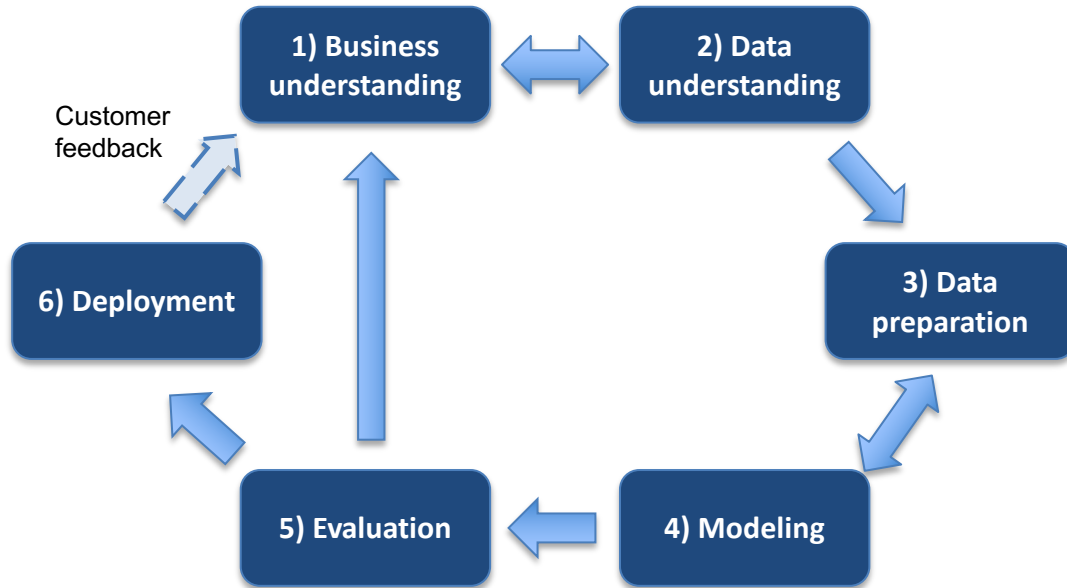 1) Business
understanding
2) Data
understanding
Customer
feedback
6) Deployment
3) Data
preparation
5) Evaluation
4) Modeling